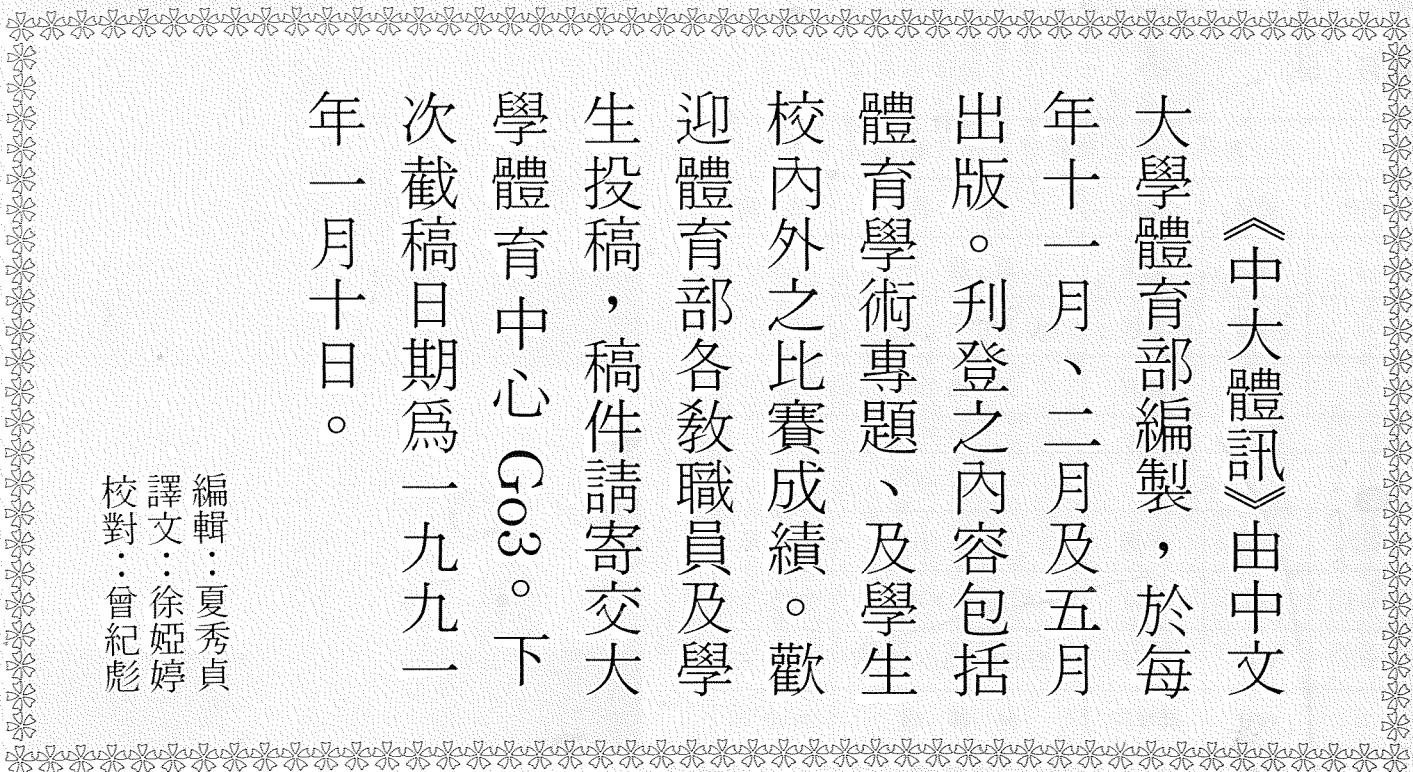 《中大體訊》由中文
大學體育部編製，於每
年十一月、二月及五月
出版。刋登之內容包括
體育學術專題、及學生
校內外之比賽成績。歡
迎體育部各教職員及學
生投稿，稿件請寄交大
學體育中心 Go3。下
次截稿日期爲一九九一
年一月十日。
編輯：夏秀貞
譯文：徐婭婷
校對：曾紀彪